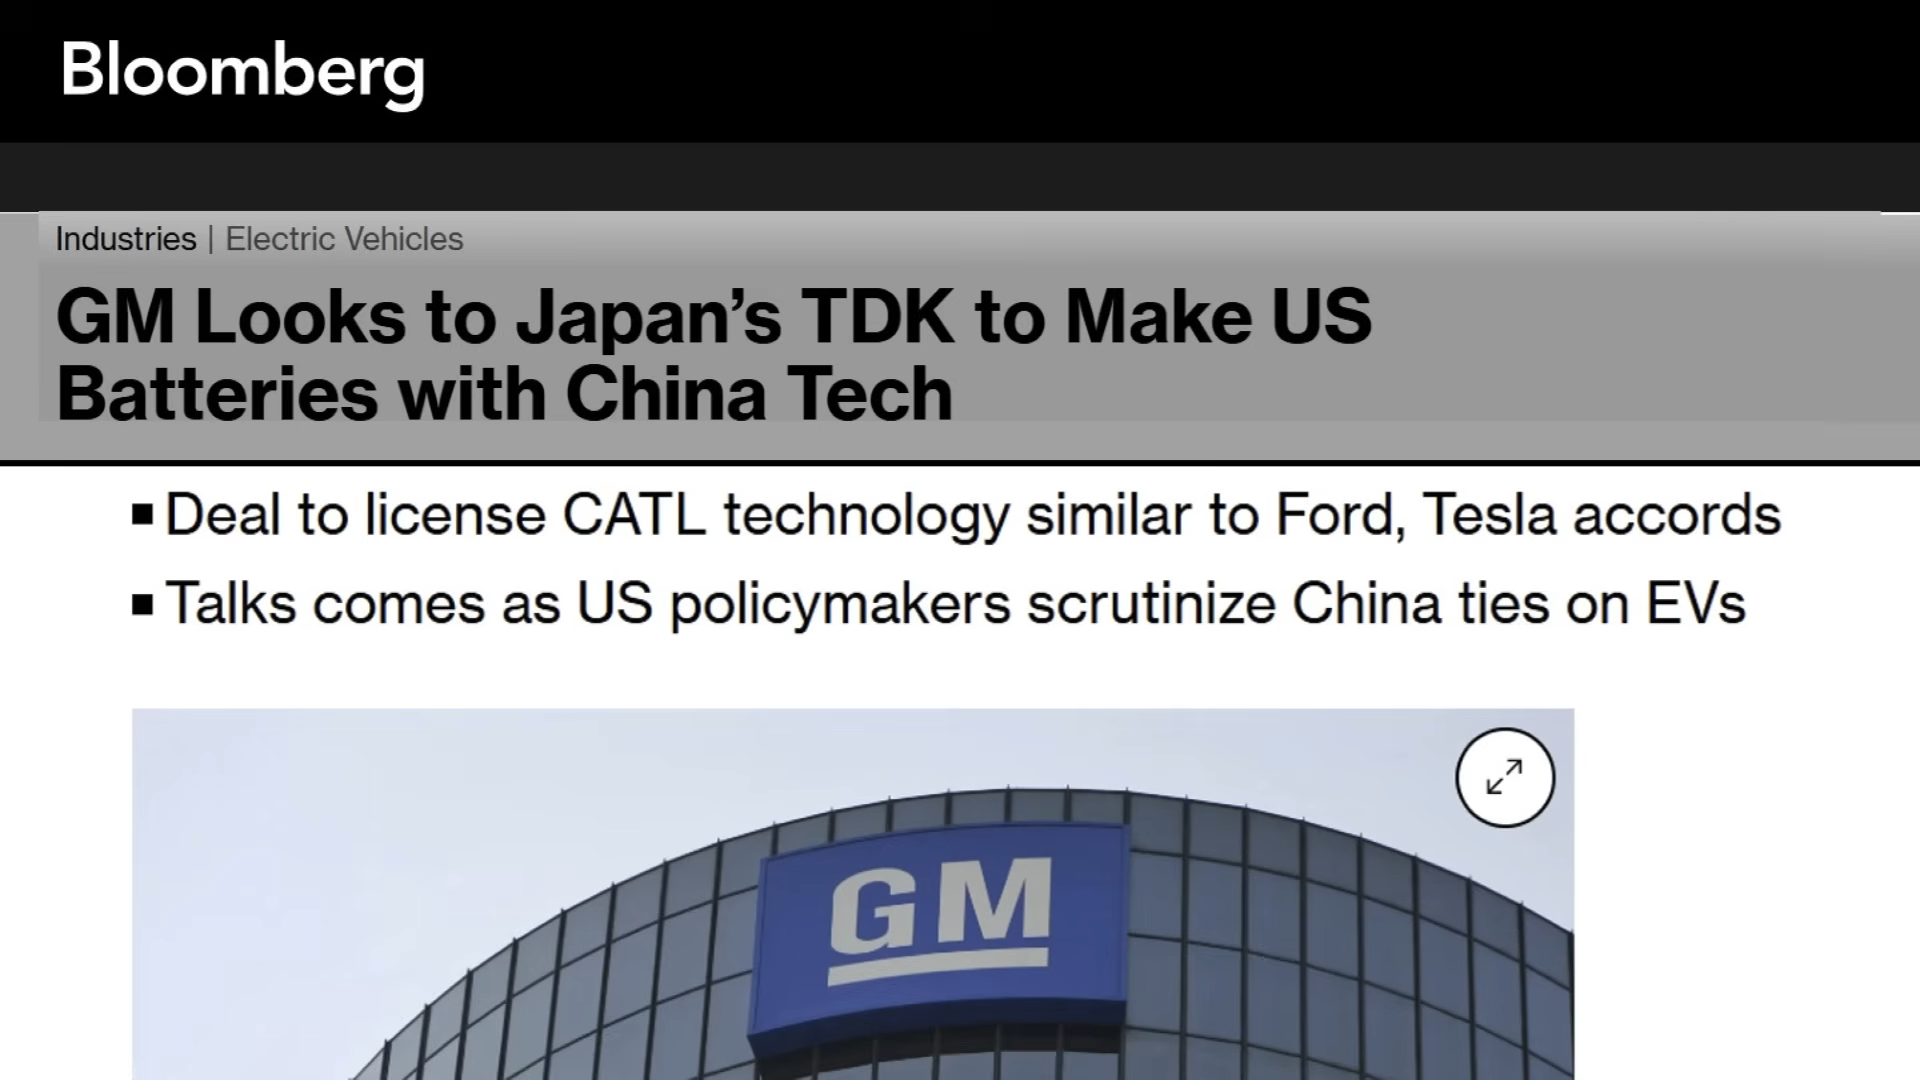 Bloomberg
Industries | Electric Vehicles
GM Looks to Japan’s TDK to Make US
Batteries with China Tech
▪ Deal to license CATL technology similar to Ford, Tesla accords
▪ Talks comes as US policymakers scrutinize China ties on EVs
GM